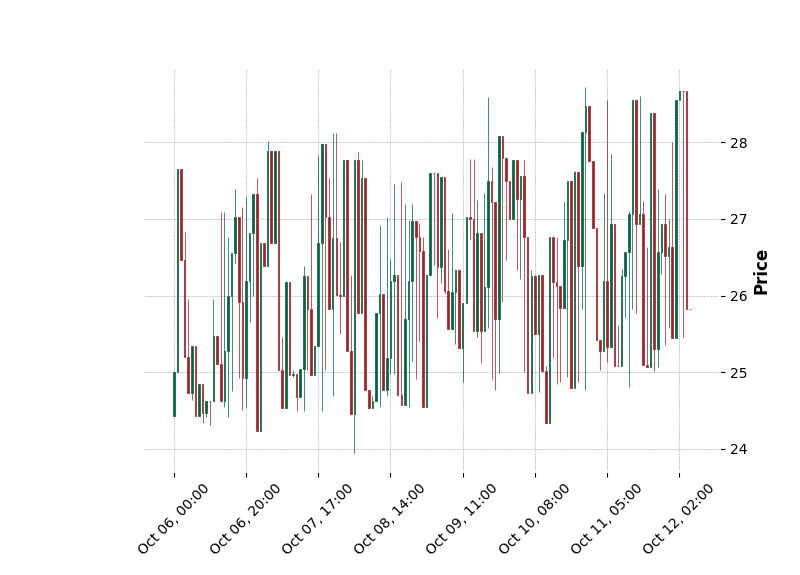 28
27
26
25
24
Price
Oct 06, 00:00
Oct 06, 20:00
Oct 07, 17:00
Oct 08, 14:00
Oct 09, 11:00
Oct 10, 08:00
Oct 11, 05:00
Oct 12, 02:00